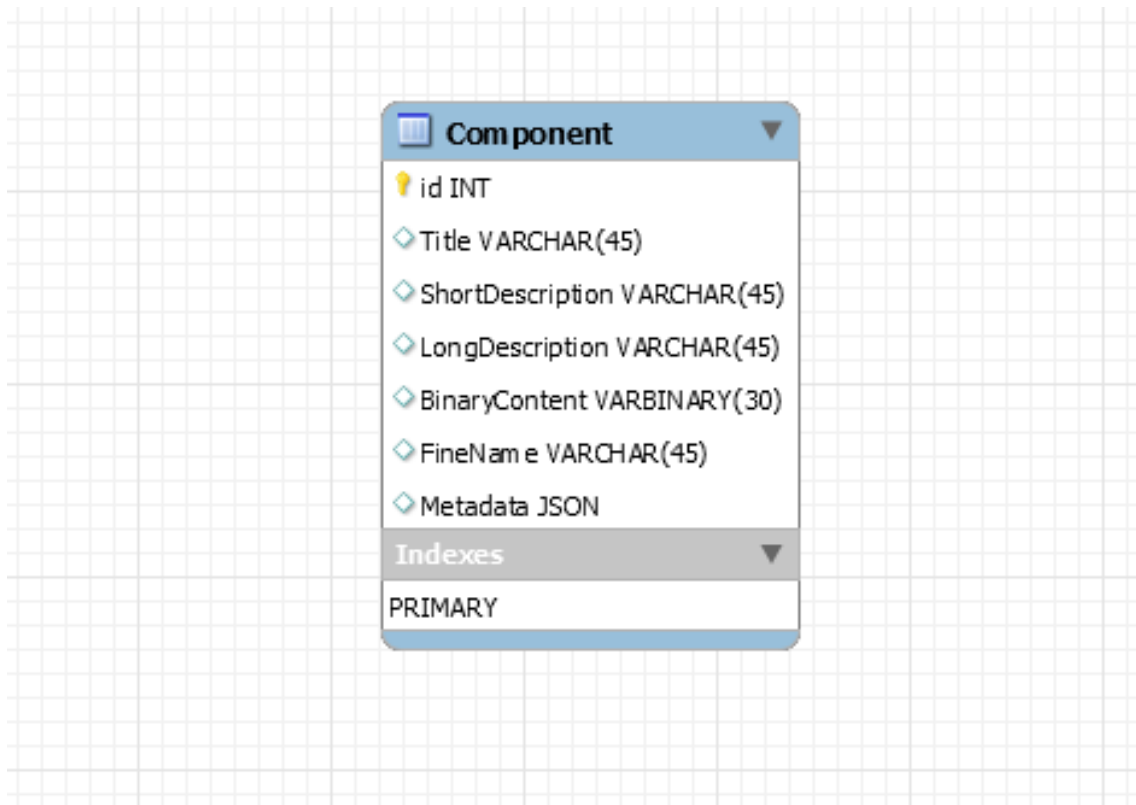 Component
id INT
Title VARCHAR(45)
ShortDescription VARCHAR(45)
LongDescription VARCHAR(45)
BinaryContent VARBINARY(30)
FineName VARCHAR(45)
Metadada JSON
Indexes
PRIMARY